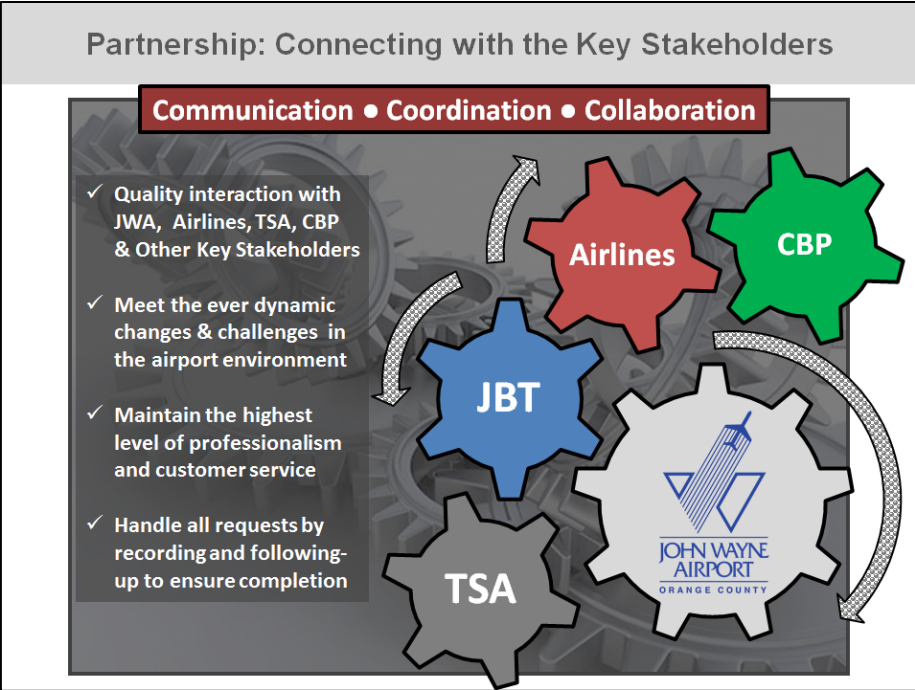 Partnership: Connecting with the Key Stakeholders
Communication ● Coordination ● Collaboration
✓ Quality interaction with
JWA, Airlines, TSA, CBP
& Other Key Stakeholders
✓ Meet the ever dynamic
changes & challenges in
the airport environment
✓ Maintain the highest
level of professionalism
and customer service
✓ Handle all requests by
recording and following-
up to ensure completion
Airlines
CBP
JBT
TSA
JOHN WAYNE
AIRPORT
ORANGE COUNTY